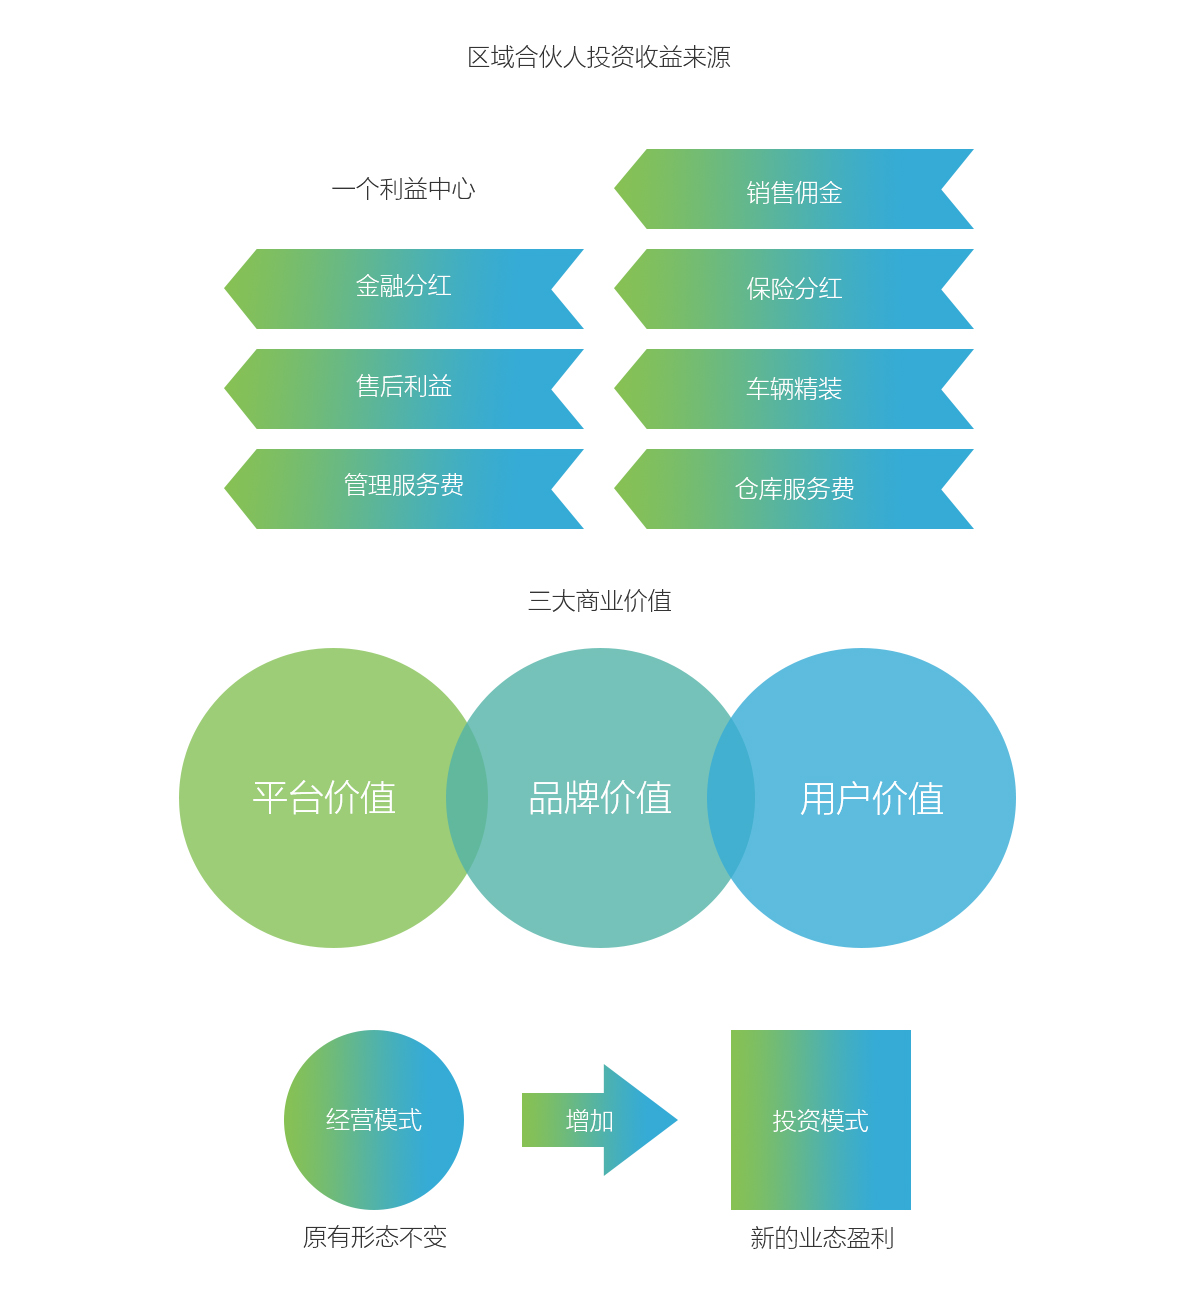 区域合伙人投资收益来源
一个利益中心
销售佣金
金融分红
保险分红
售后利益
车辆精装
管理服务费
仓库服务费
三大商业价值
平台价值
品牌价值
用户价值
经营模式
增加
投资模式
原有形态不变
新的业态盈利